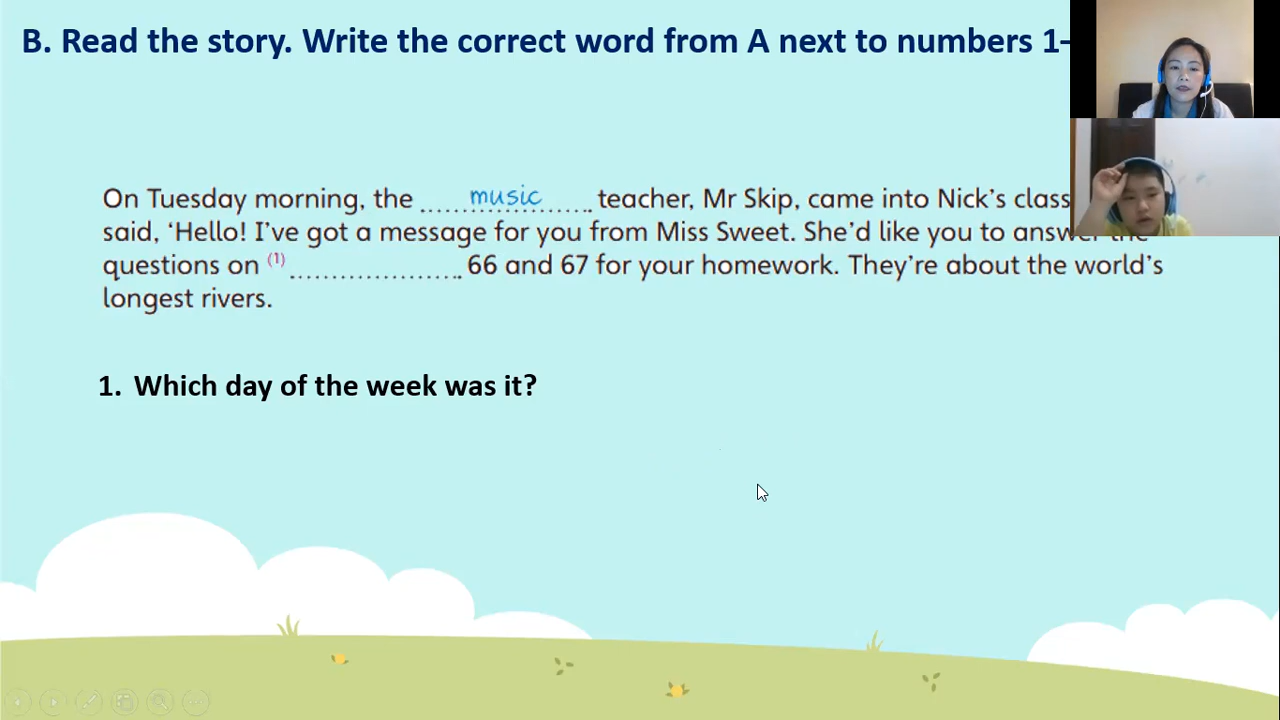 B. Read the story. Write the correct word from A next to numbers 1-
On Tuesday morning, the music teacher, Mr Skip, came into Nick's class
said, ‘Hello! I've got a message for you from Miss Sweet. She'd like you to answer the
questions on (1) .................... 66 and 67 for your homework. They're about the world's
longest rivers.
1. Which day of the week was it?